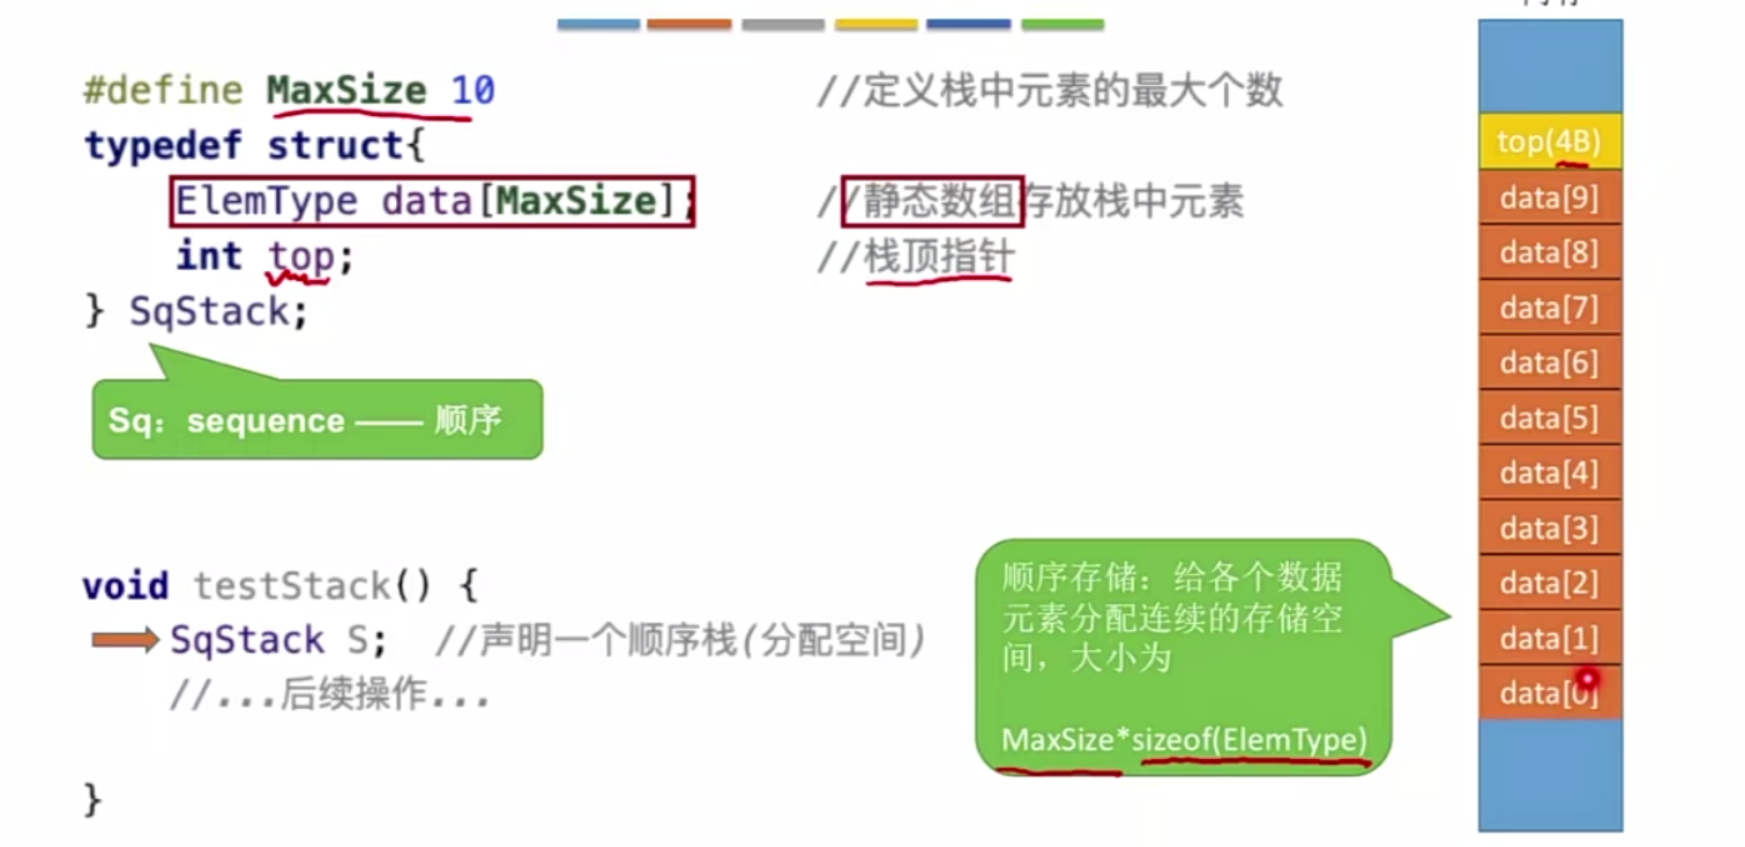 #define MaxSize 10 //定义栈中元素的最大个数
typedef struct{
ElemType data[MaxSize]; //静态数组存放栈中元素
int top; //栈顶指针
} SqStack;
Sq：sequence —— 顺序
void testStack() {
SqStack S; //声明一个顺序栈(分配空间)
//...后续操作...
}
顺序存储：给各个数据
元素分配连续的存储空
间，大小为
MaxSize*sizeof(ElemType)
top(4B)
data[9]
data[8]
data[7]
data[6]
data[5]
data[4]
data[3]
data[2]
data[1]
data[0]